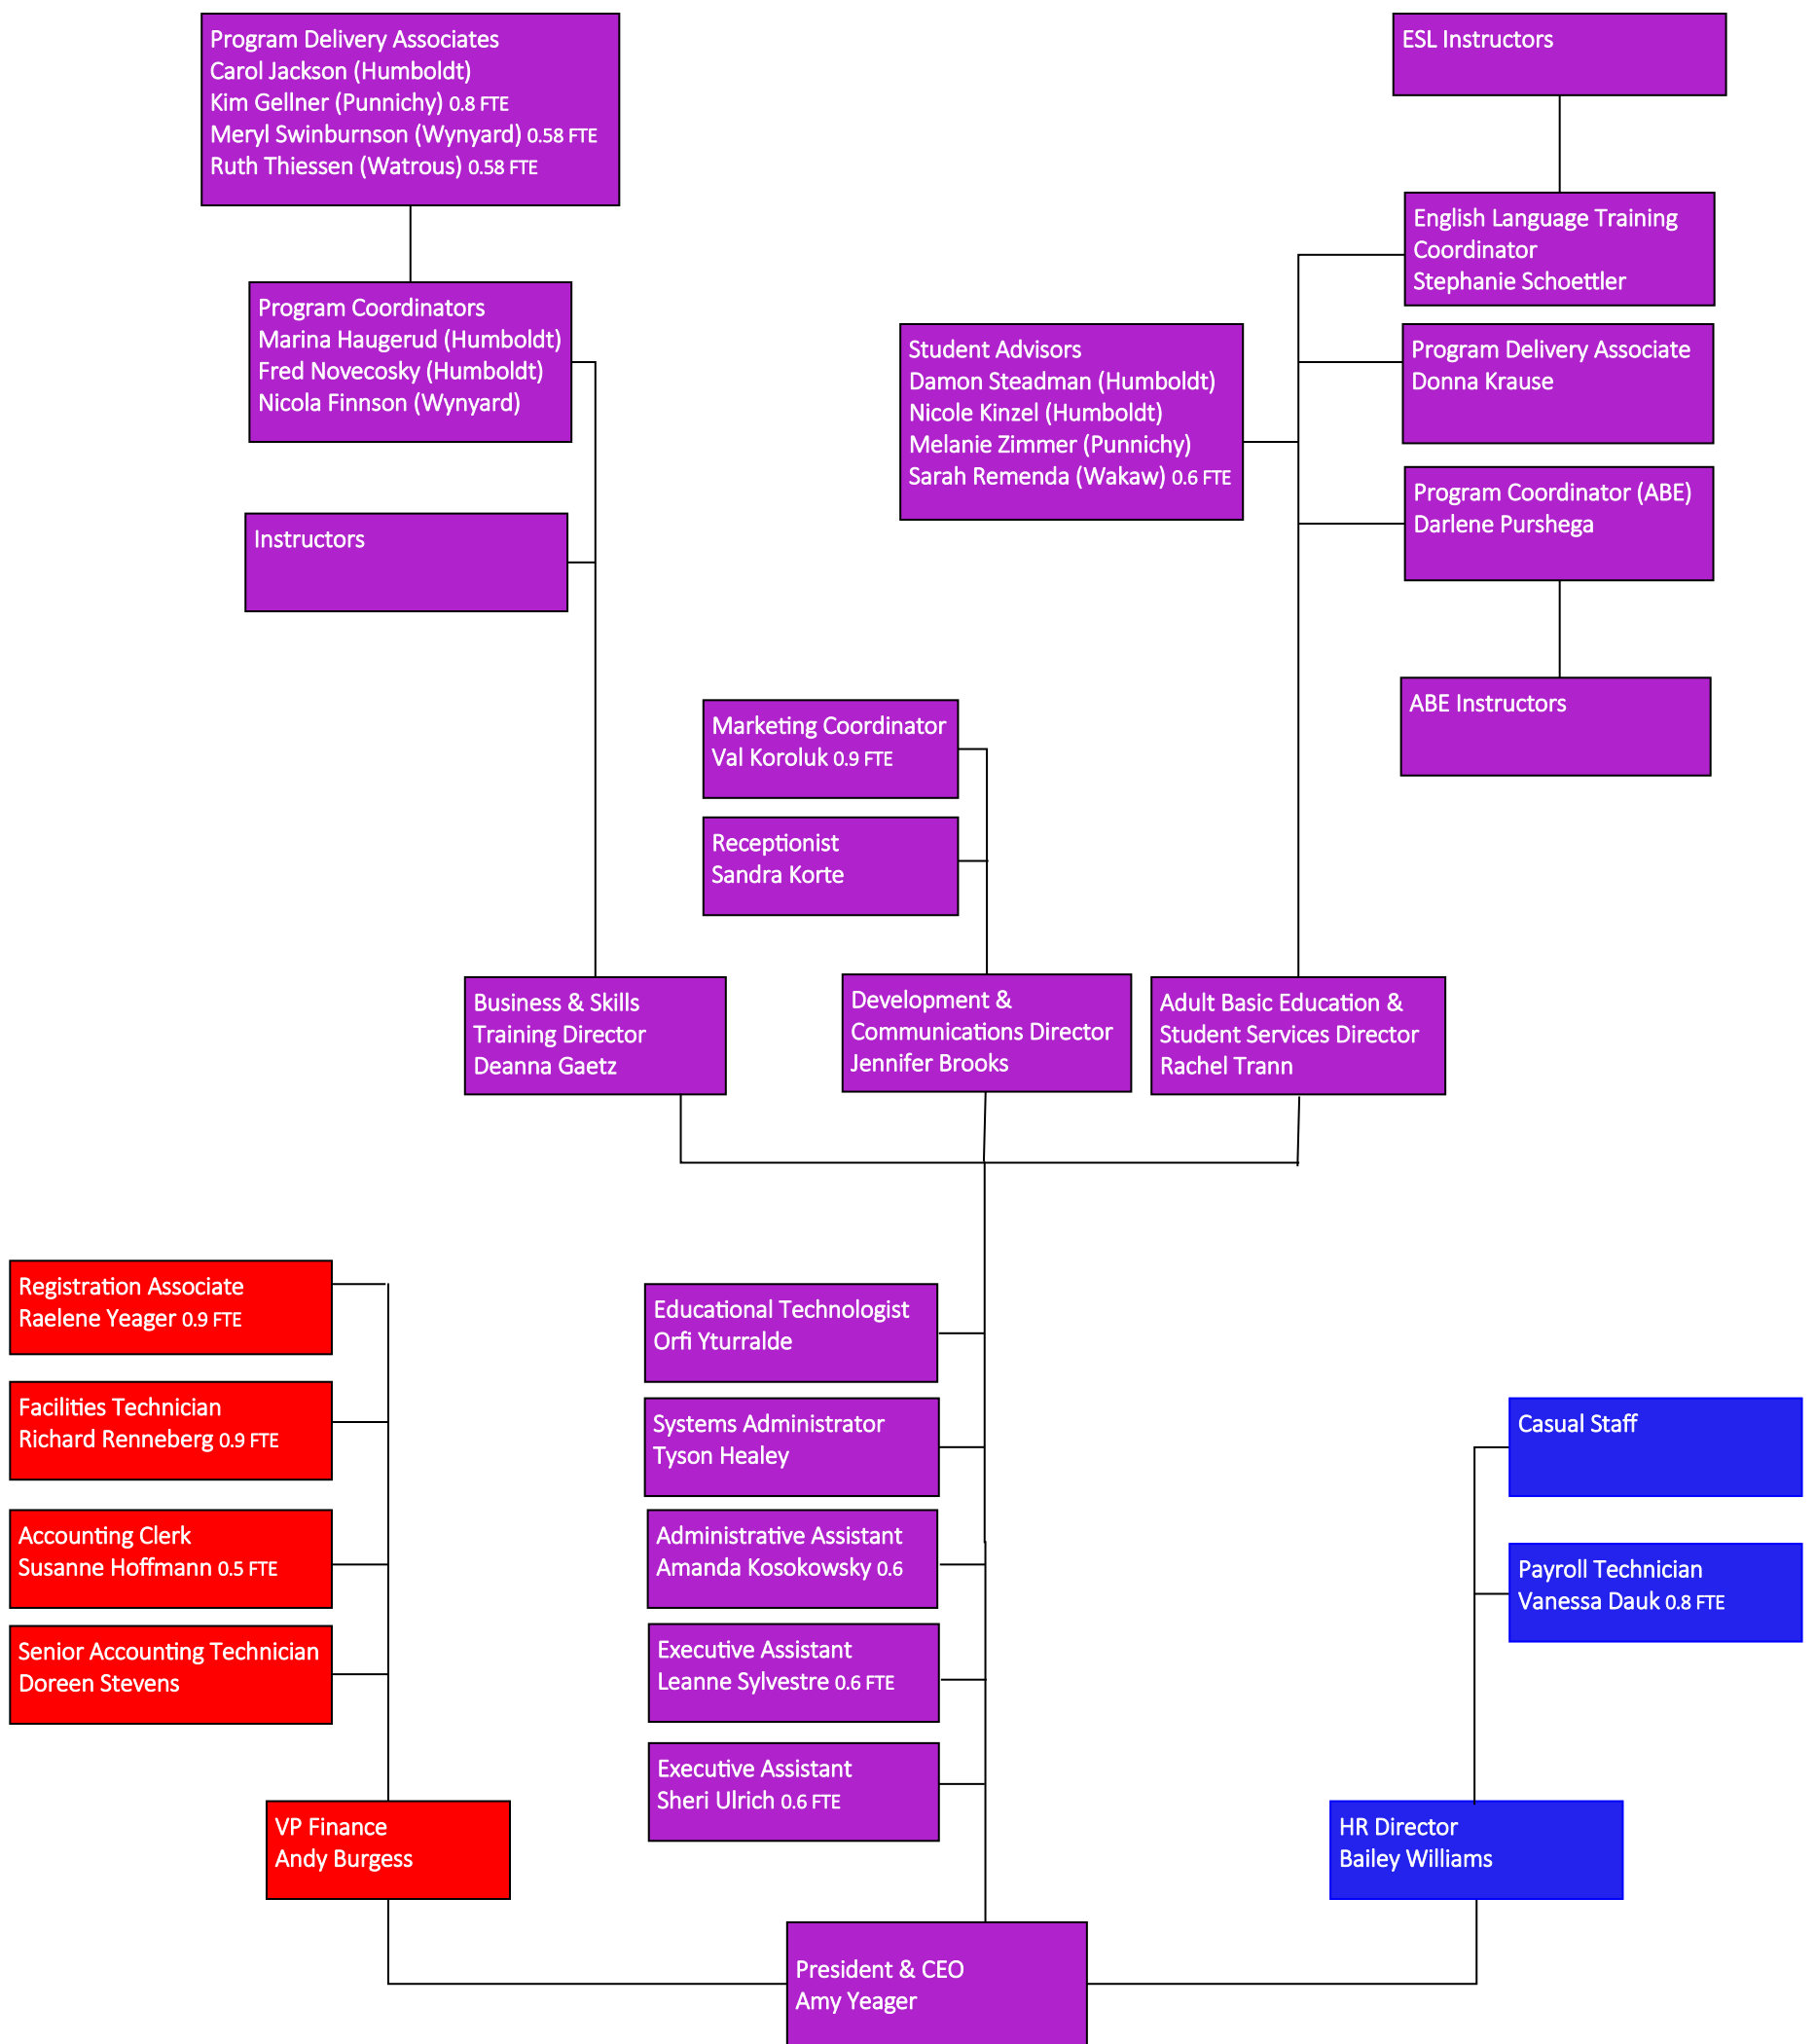 Program Delivery Associates
Carol Jackson (Humboldt)
Kim Gellner (Punnichy) 0.8 FTE
Meryl Swinburnson (Wynyard) 0.58 FTE
Ruth Thiessen (Watrous) 0.58 FTE
ESL Instructors
English Language Training
Coordinator
Stephanie Schoettler
Program Coordinators
Marina Haugerud (Humboldt)
Fred Novecosky (Humboldt)
Nicola Finnson (Wynyard)
Student Advisors
Damon Steadman (Humboldt)
Nicole Kinzel (Humboldt)
Melanie Zimmer (Punnichy)
Sarah Remenda (Wakaw) 0.6 FTE
Program Delivery Associate
Donna Krause
Program Coordinator (ABE)
Darlene Purshega
Instructors
ABE Instructors
Marketing Coordinator
Val Koroluk 0.9 FTE
Receptionist
Sandra Korte
Business & Skills
Training Director
Deanna Gaetz
Development &
Communications Director
Jennifer Brooks
Adult Basic Education &
Student Services Director
Rachel Trann
Registration Associate
Raelene Yeager 0.9 FTE
Facilities Technician
Richard Renneberg 0.9 FTE
Accounting Clerk
Susanne Hoffmann 0.5 FTE
Senior Accounting Technician
Doreen Stevens
Educational Technologist
Orfi Yturralde
Systems Administrator
Tyson Healey
Administrative Assistant
Amanda Kosokowsky 0.6
Executive Assistant
Leanne Sylvestre 0.6 FTE
Executive Assistant
Sheri Ulrich 0.6 FTE
Casual Staff
Payroll Technician
Vanessa Dauk 0.8 FTE
VP Finance
Andy Burgess
HR Director
Bailey Williams
President & CEO
Amy Yeager